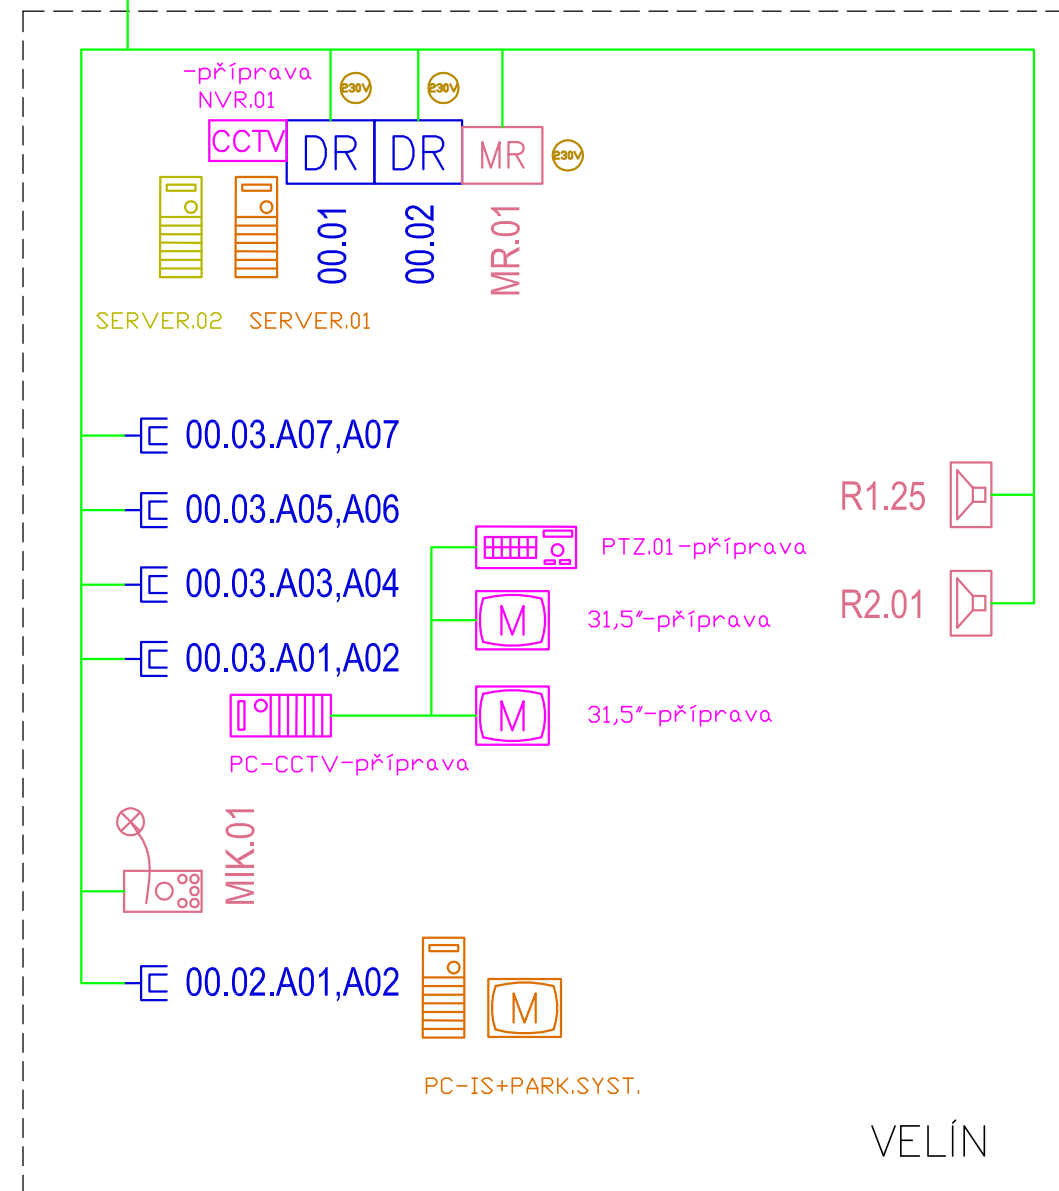 -příprava
NVR.01
230V
230V
CCTV
DR
DR
MR
230V
00.01
00.02
MR.01
SERVER.02
SERVER.01
00.03.A07,A07
00.03.A05,A06
R1.25
PTZ.01-příprava
00.03.A03,A04
R2.01
M
31,5"-příprava
00.03.A01,A02
M
31,5"-příprava
PC-CCTV-příprava
MIK.01
00.02.A01,A02
M
PC-IS+PARK.SYST.
VELÍN